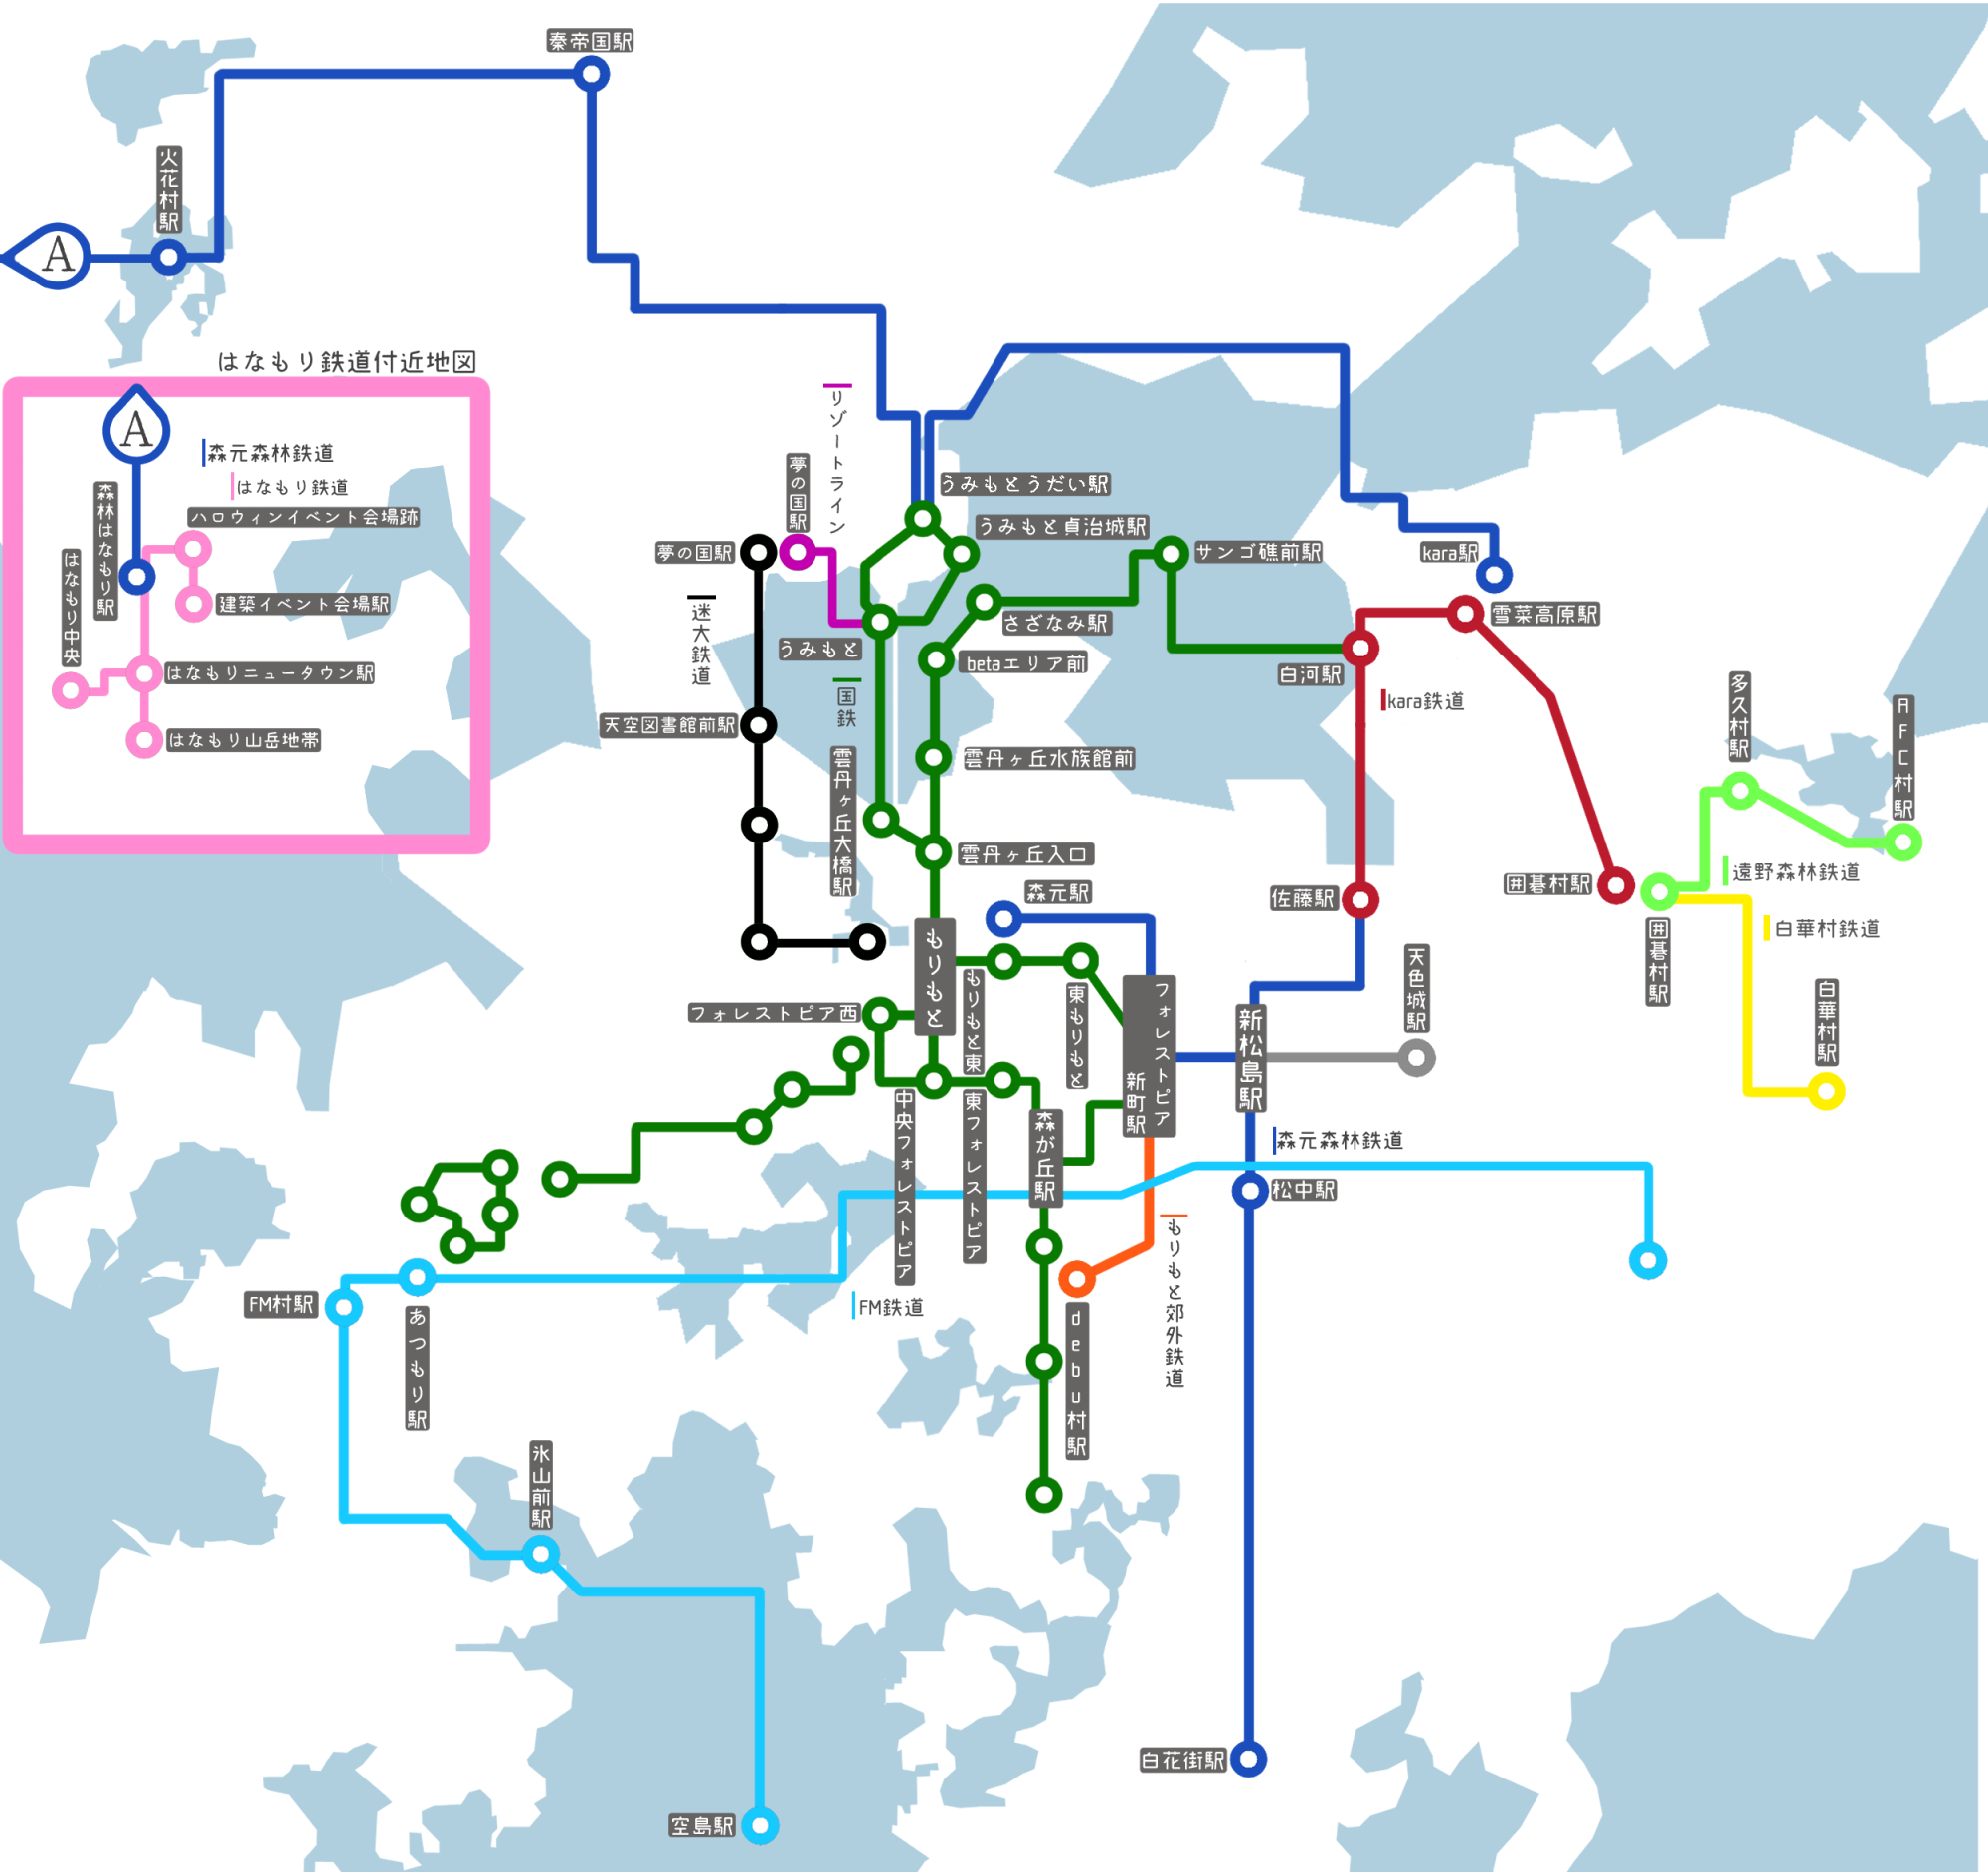 秦帝国駅
火花村駅
A
はなもり鉄道付近地図
A
森元森林鉄道
はなもり鉄道
森林はなもり駅
ハロウィンイベント会場跡
はなもり中央
建築イベント会場駅
はなもりニュータウン駅
はなもり山岳地帯
リゾートライン
夢の国駅
夢の国駅
うみもとうだい駅
うみもと貞治城駅
サンゴ礁前駅
kara駅
迷大鉄道
さざなみ駅
雪菜高原駅
うみもと
betaエリア前
白河駅
国鉄
kara鉄道
天空図書館前駅
雲丹ヶ丘大橋駅
雲丹ヶ丘水族館前
多久村駅
AFC村駅
雲丹ヶ丘入口
森元駅
佐藤駅
囲碁村駅
遠野森林鉄道
囲碁村駅
白華村鉄道
もりもと
もりもと東
東もりもと
フォレストピア
新町駅
新松島駅
天色城駅
白華村駅
フォレストピア西
中央フォレストピア
東フォレストピア
森が丘駅
森元森林鉄道
松中駅
もりもと郊外鉄道
FM村駅
あつもり駅
FM鉄道
debu村駅
氷山前駅
白花街駅
空島駅